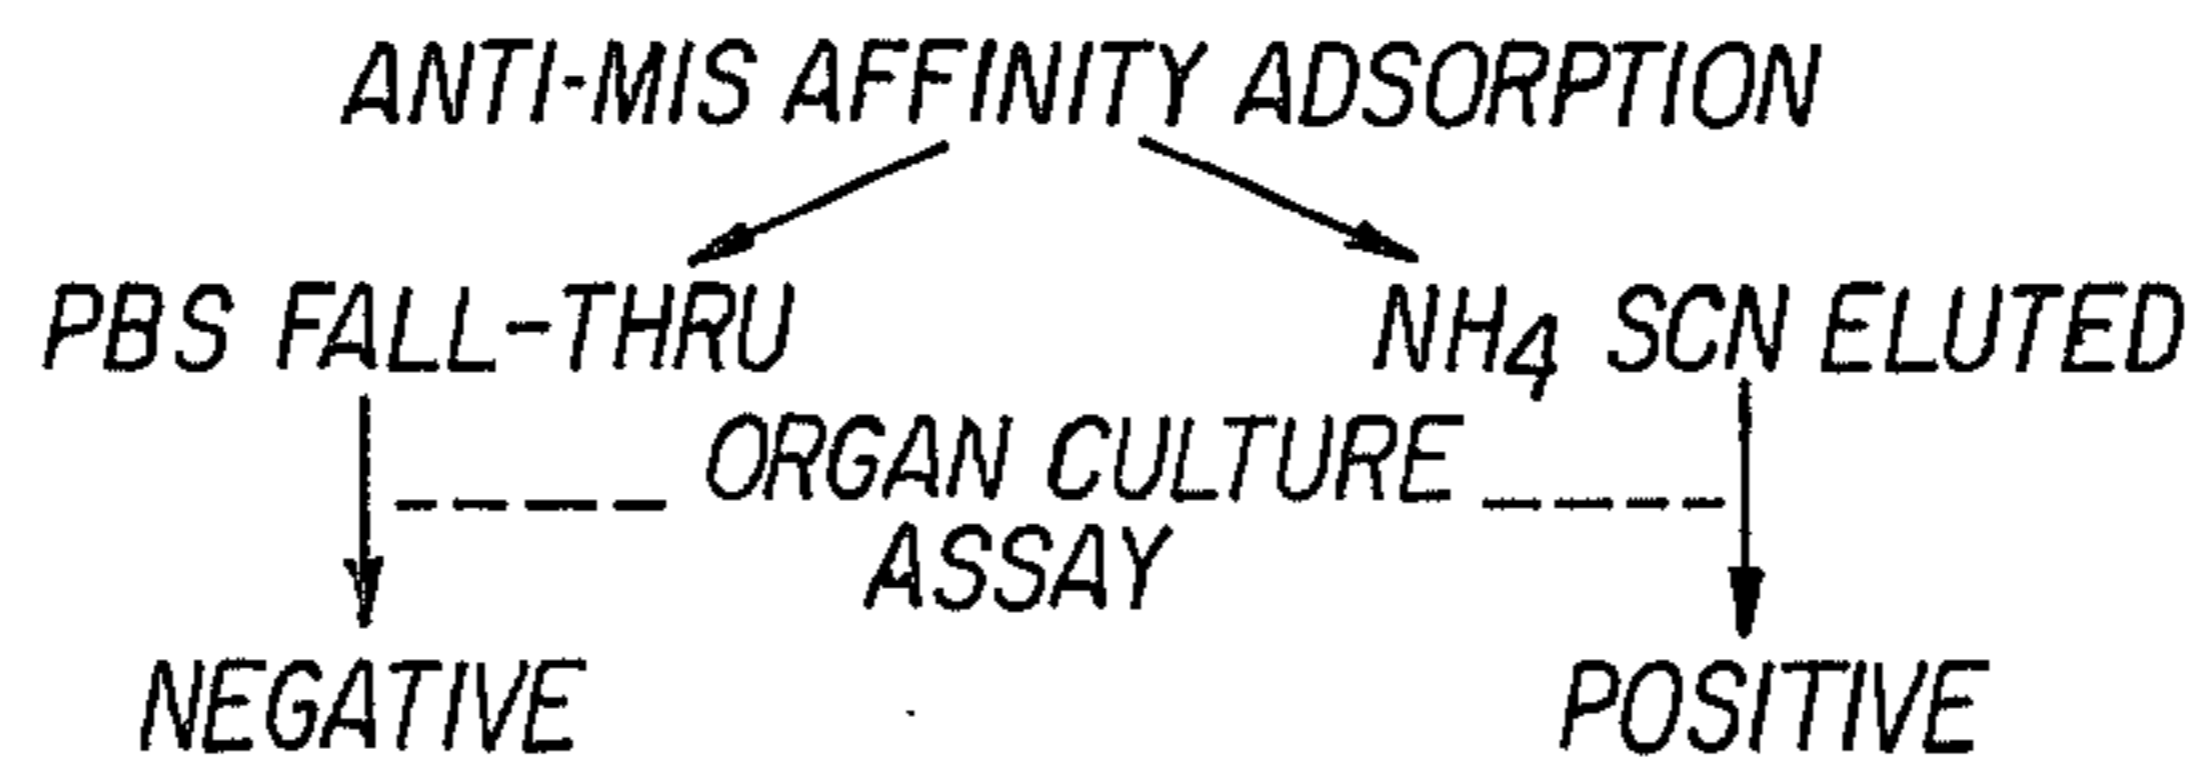 ANTI-MIS AFFINITY ADSORPTION
PBS FALL-THRU
NH4 SCN ELUTED
ORGAN CULTURE
ASSAY
NEGATIVE
POSITIVE